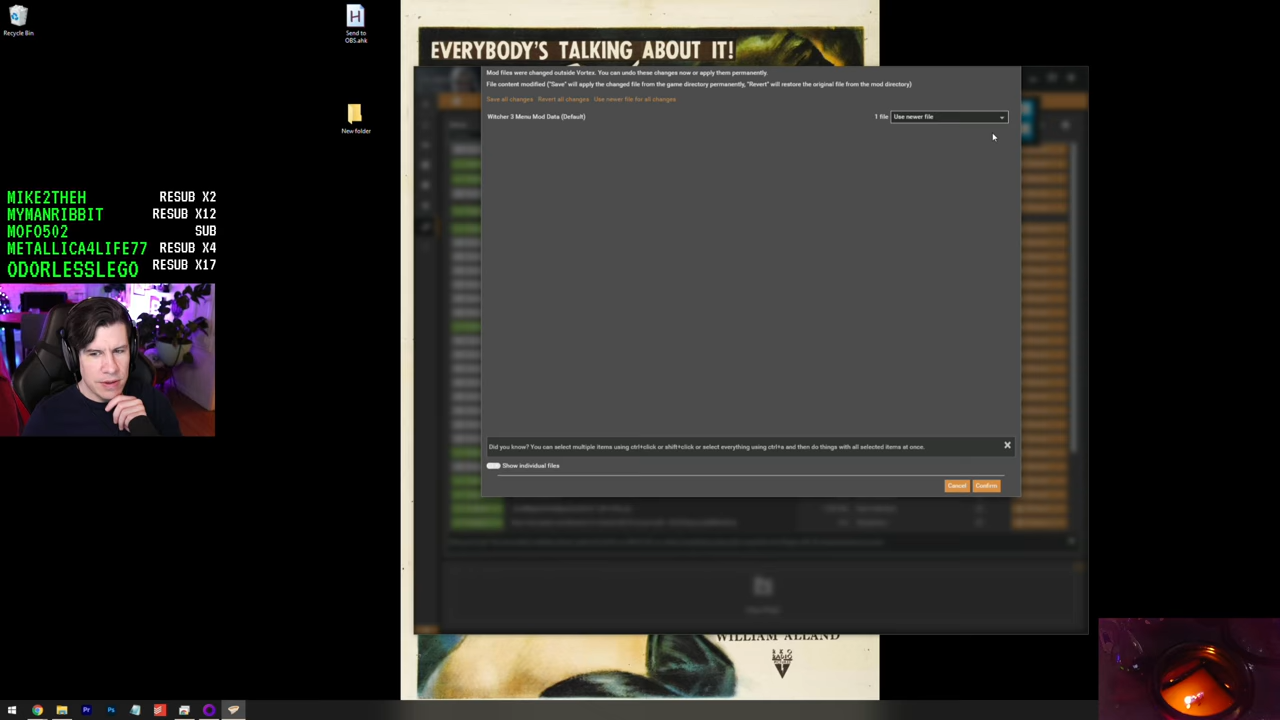 Recycle Bin
Send to
OBS.ahk
New folder
EVERYBODY'S TALKING ABOUT IT!
Mod files were changed outside Vortex. You can undo these changes now or apply them permanently.
File content modified ("Save" will apply the changed file from the game directory permanently, "Revert" will restore the original file from the mod directory)
Save all changes Revert all changes Use newer file for all changes
Witcher 3 Menu Mod Data (Default) 1 file Use newer file
MIKE2THEH RESUB X2
MYMANRIBBIT RESUB X12
MOFO502 SUB
METALLICA4LIFE77 RESUB X4
ODORLESSLEGO RESUB X17
Did you know? You can select multiple items using ctrl+click or shift+click or select everything using ctrl+a and then do things with all selected items at once.
Show individual files
Cancel Confirm
WILLIAM ALLAND